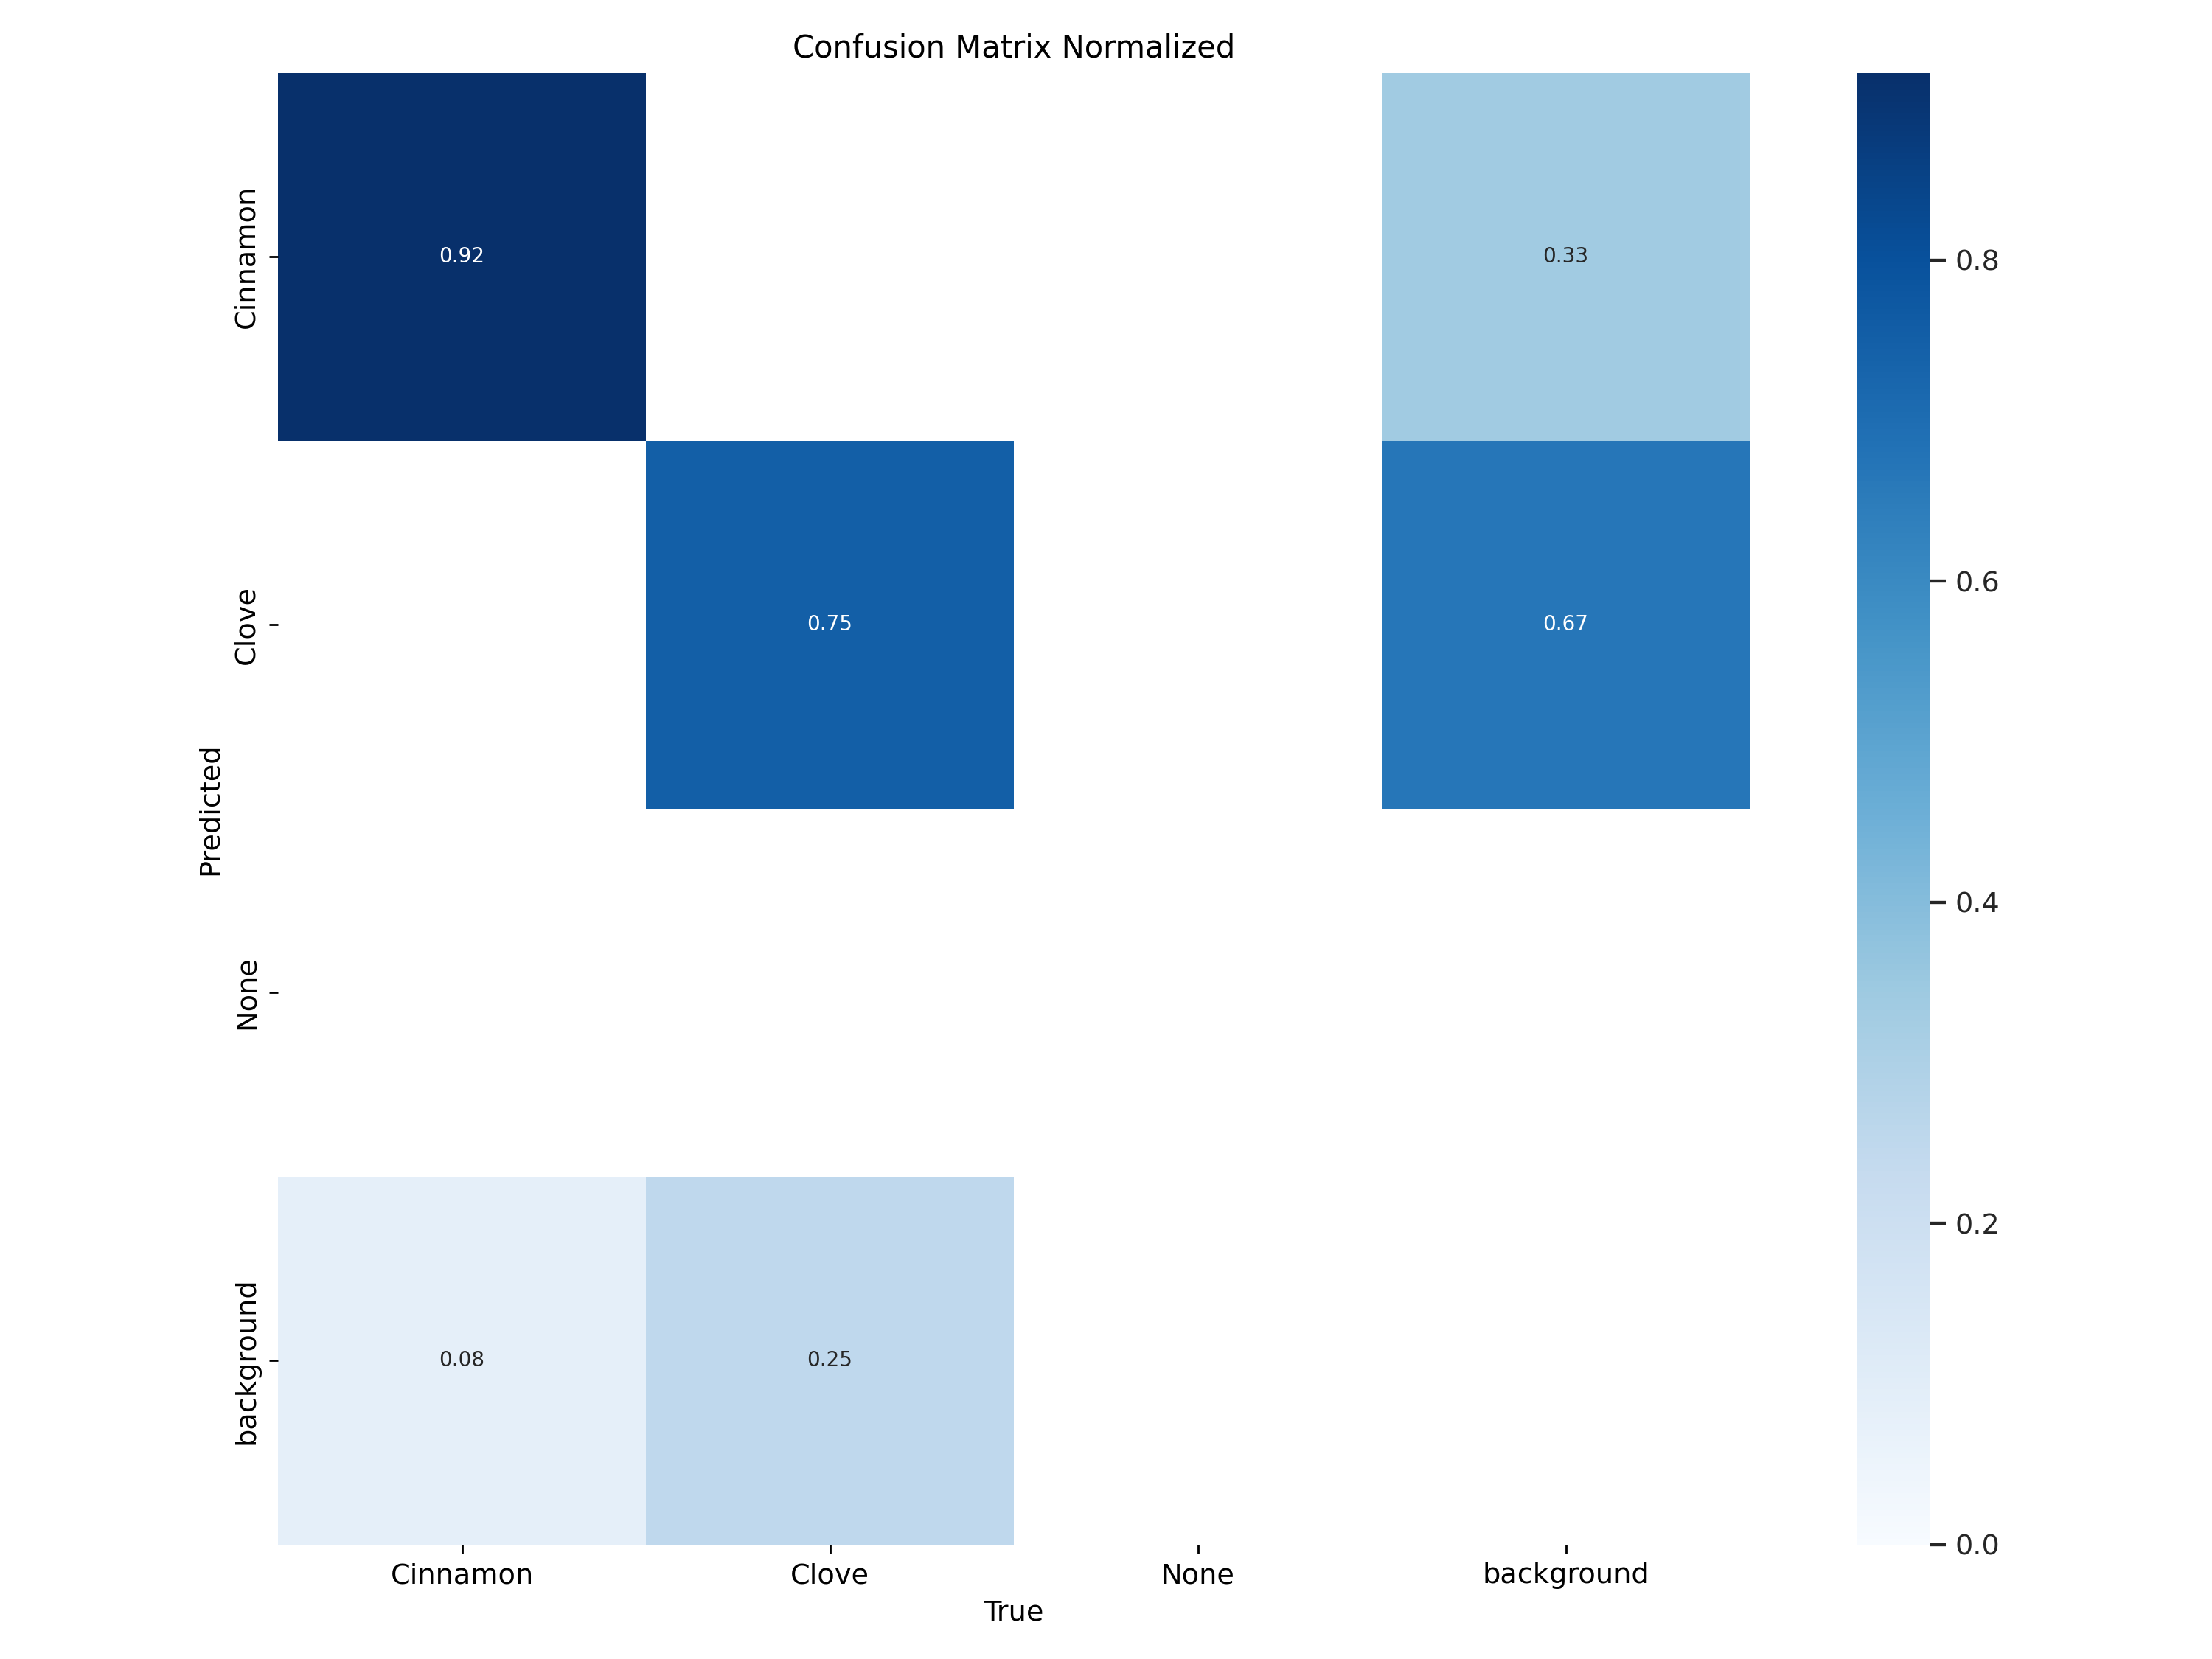 Confusion Matrix Normalized
Cinnamon
0.92
0.33
0.8
Clove
0.75
0.67
0.6
Predicted
0.4
None
0.2
background
0.08
0.25
0.0
Cinnamon
Clove
None
background
True